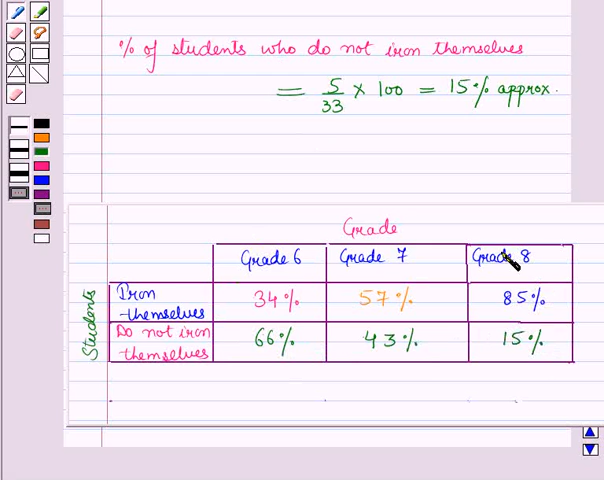 % of students who do not iron themselves
= 5/33 × 100 = 15% approx.
Grade
Grade 6 Grade 7 Grade 8
Students
Iron themselves 34% 57% 85%
Do not iron themselves 66% 43% 15%